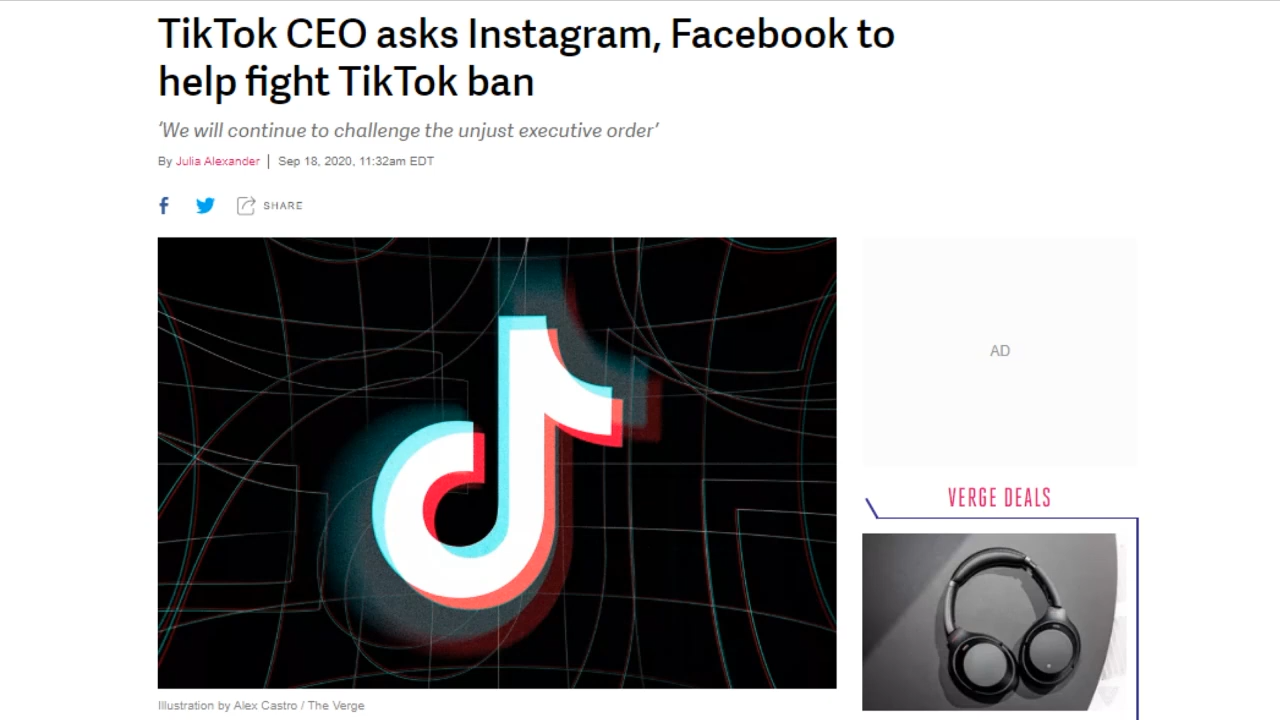 TikTok CEO asks Instagram, Facebook to
help fight TikTok ban
‘We will continue to challenge the unjust executive order’
By Julia Alexander | Sep 18, 2020, 11:32am EDT
SHARE
AD
VERGE DEALS
Illustration by Alex Castro / The Verge